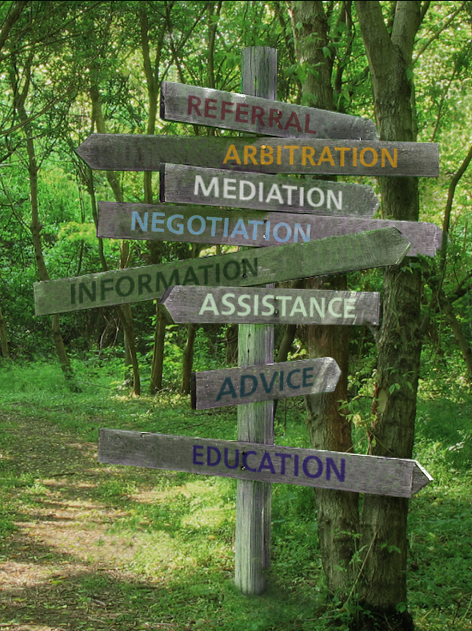 REFERRAL
ARBITRATION
MEDIATION
NEGOTIATION
INFORMATION
ASSISTANCE
ADVICE
EDUCATION